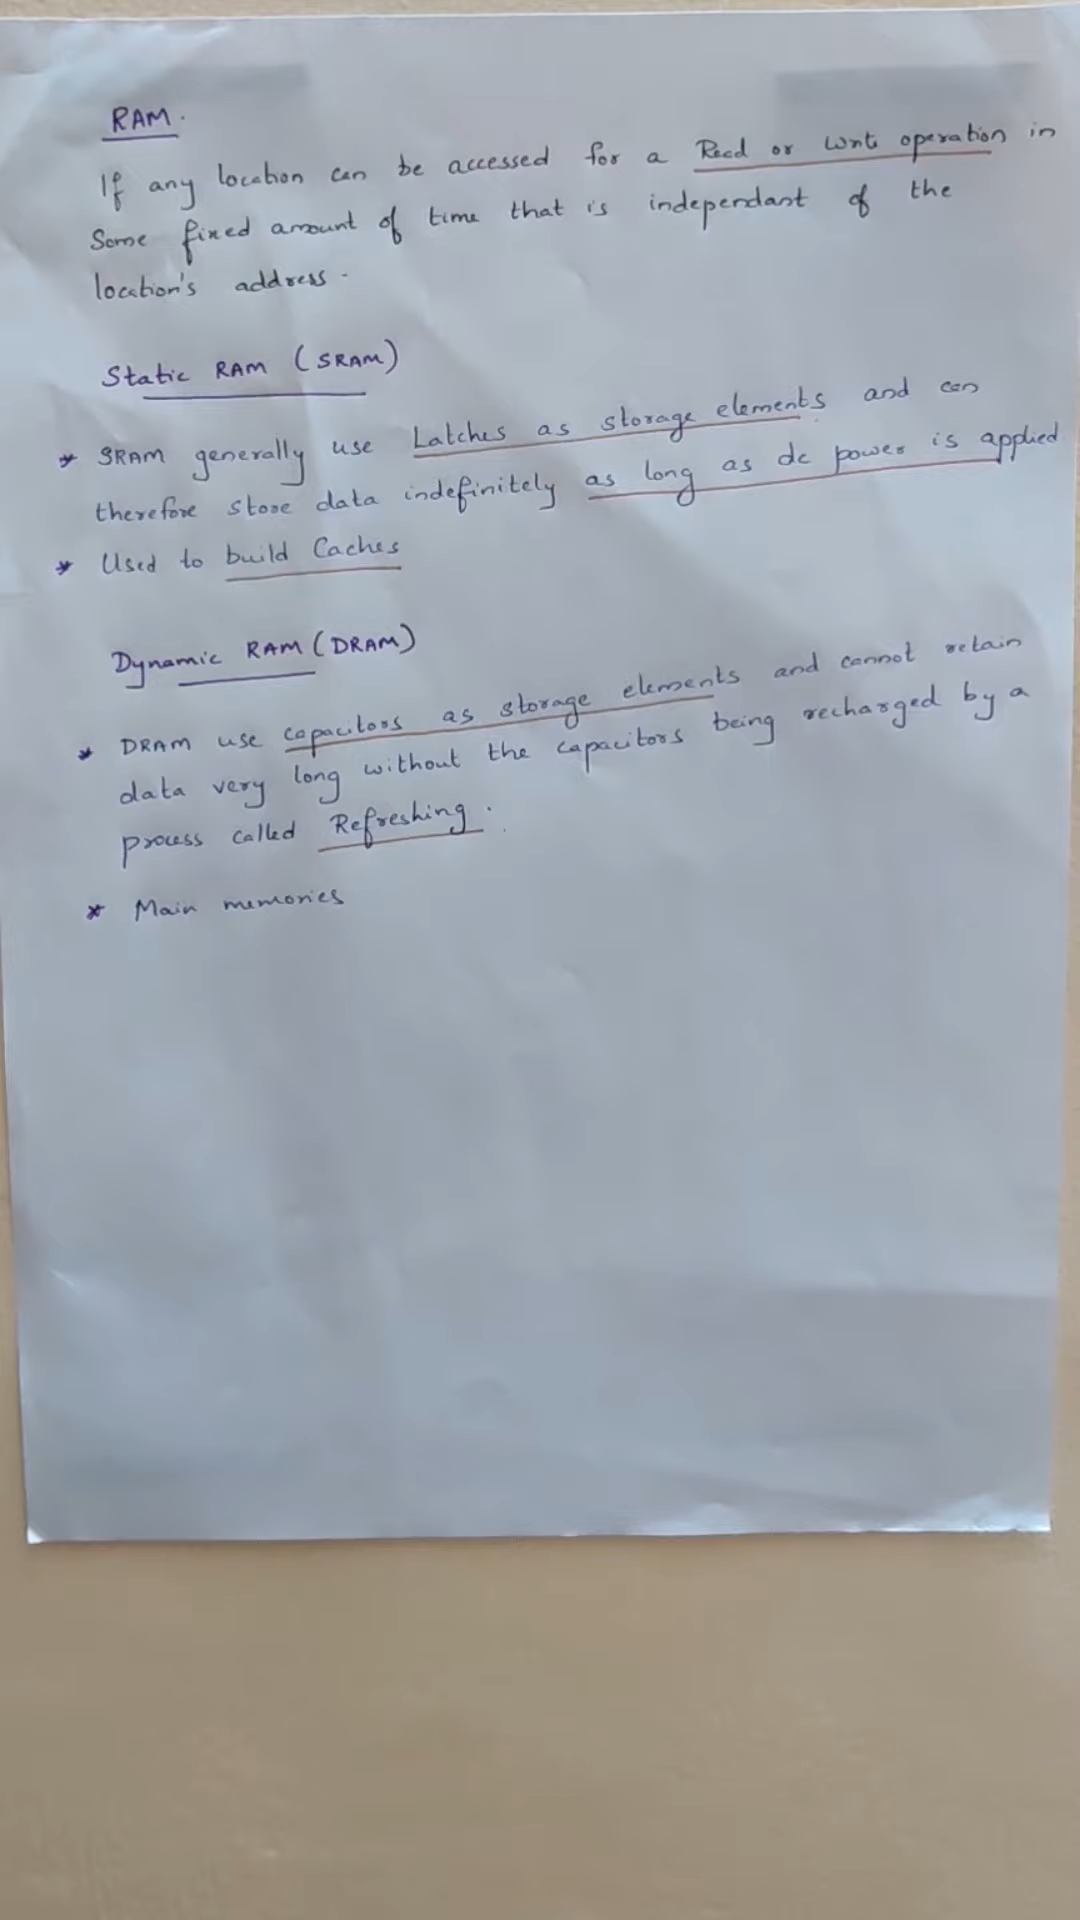 RAM.
If any location can be accessed for a Read or Write operation in
Some fixed amount of time that is independant of the
location's address.
Static RAM (SRAM)
* SRAM generally use Latches as storage elements and can
therefore store data indefinitely as long as dc power is applied
* Used to build Caches
Dynamic RAM (DRAM)
* DRAM use capacitors as storage elements and cannot retain
data very long without the capacitors being recharged by a
process called Refreshing.
* Main memories